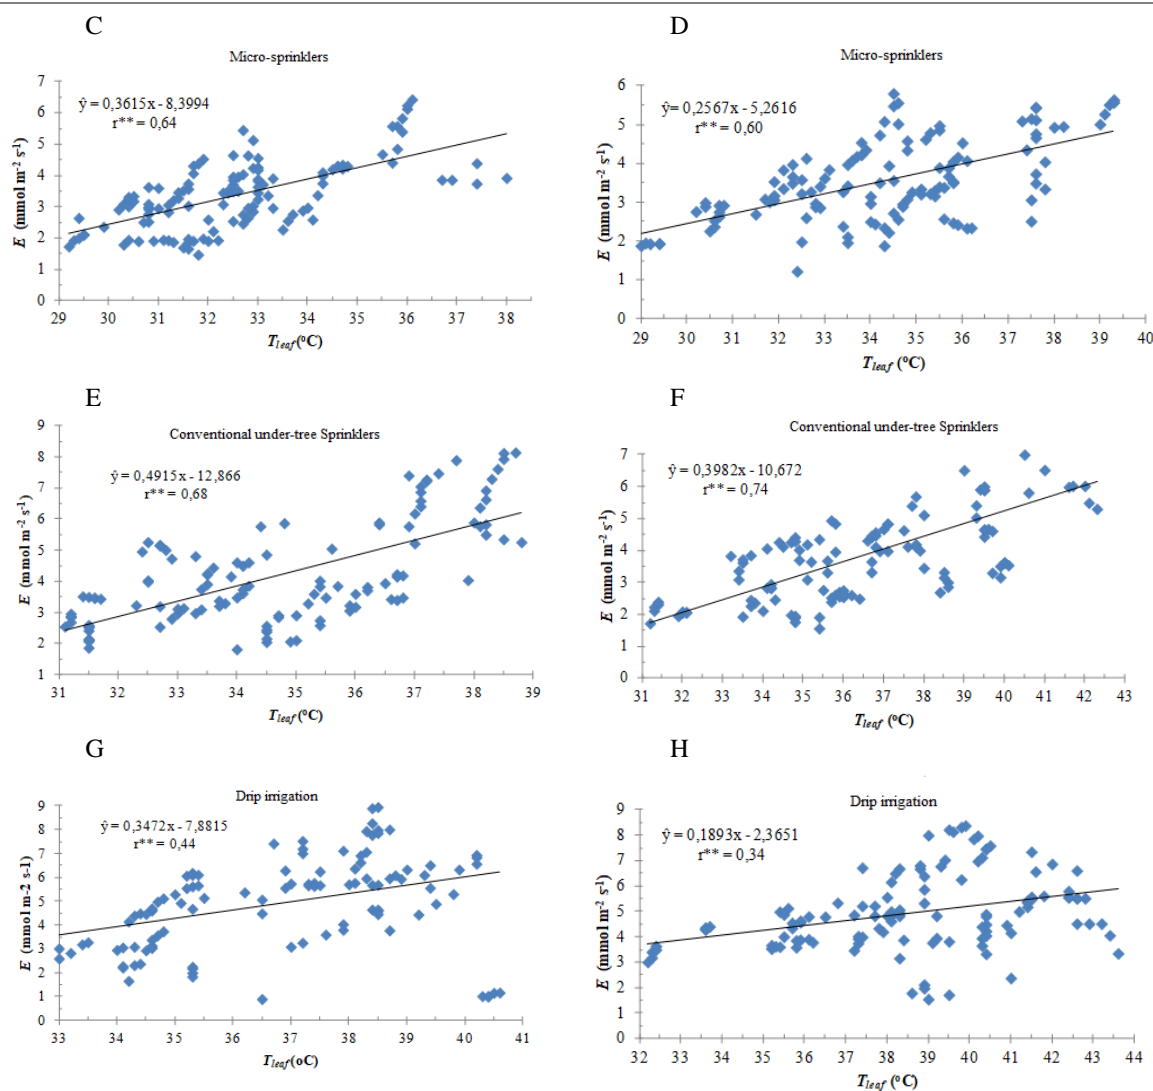 C
Micro-sprinklers
ŷ = 0,3615x - 8,3994
r** = 0,64
E (mmol m-2 s-1)
7
6
5
4
3
2
1
0
29 30 31 32 33 34 35 36 37 38
Tleaf (oC)
D
Micro-sprinklers
ŷ = 0,2567x - 5,2616
r** = 0,60
E (mmol m-2 s-1)
6
5
4
3
2
1
0
29 30 31 32 33 34 35 36 37 38 39 40
Tleaf (oC)
E
Conventional under-tree Sprinklers
ŷ = 0,4915x - 12,866
r** = 0,68
E (mmol m-2 s-1)
9
8
7
6
5
4
3
2
1
31 32 33 34 35 36 37 38 39
Tleaf (oC)
F
Conventional under-tree Sprinklers
ŷ = 0,3982x - 10,672
r** = 0,74
E (mmol m-2 s-1)
7
6
5
4
3
2
1
0
31 32 33 34 35 36 37 38 39 40 41 42 43
Tleaf (oC)
G
Drip irrigation
ŷ = 0,3472x - 7,8815
r** = 0,44
E (mmol m-2 s-1)
9
8
7
6
5
4
3
2
1
0
33 34 35 36 37 38 39 40 41
Tleaf (oC)
H
Drip irrigation
ŷ = 0,1893x - 2,3651
r** = 0,34
E (mmol m-2 s-1)
9
8
7
6
5
4
3
2
1
0
32 33 34 35 36 37 38 39 40 41 42 43 44
Tleaf (oC)